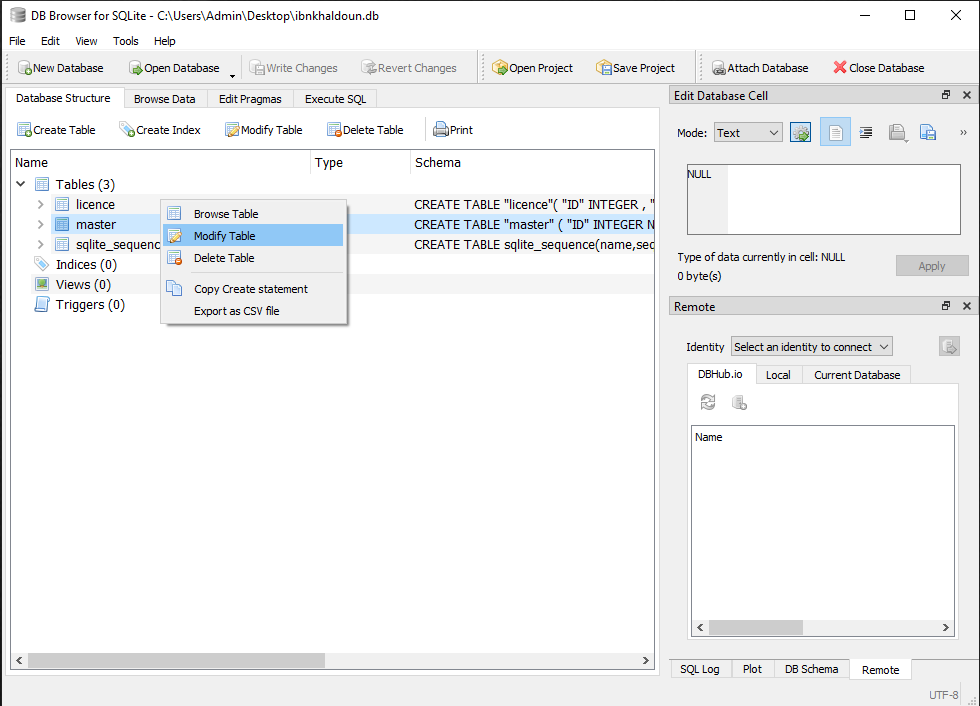 DB Browser for SQLite - C:\Users\Admin\Desktop\ibnkhaldoun.db
File Edit View Tools Help
New Database Open Database Write Changes Revert Changes Open Project Save Project Attach Database Close Database
Database Structure Browse Data Edit Pragmas Execute SQL
Create Table Create Index Modify Table Delete Table Print
Name Type Schema
Tables (3)
licence CREATE TABLE "licence"( "ID" INTEGER , "
master CREATE TABLE "master" ( "ID" INTEGER N
sqlite_sequenc CREATE TABLE sqlite_sequence(name,seq
Indices (0)
Views (0)
Triggers (0)
Browse Table
Modify Table
Delete Table
Copy Create statement
Export as CSV file
Edit Database Cell
Mode: Text »
NULL
Type of data currently in cell: NULL
0 byte(s)
Apply
Remote
Identity Select an identity to connect
DBHub.io Local Current Database
Name
SQL Log Plot DB Schema Remote
UTF-8